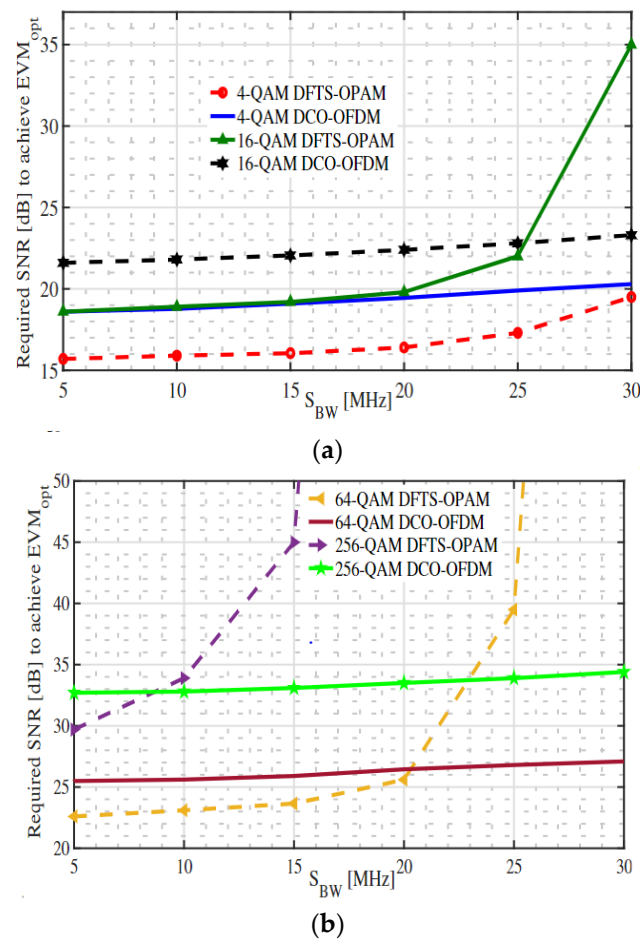 Required SNR [dB] to achieve EVM_opt
35
30
25
20
15
4-QAM DFTS-OPAM
4-QAM DCO-OFDM
16-QAM DFTS-OPAM
16-QAM DCO-OFDM
5 10 15 20 25 30
S_BW [MHz]
(a)
Required SNR [dB] to achieve EVM_opt
50
45
40
35
30
25
20
64-QAM DFTS-OPAM
64-QAM DCO-OFDM
256-QAM DFTS-OPAM
256-QAM DCO-OFDM
5 10 15 20 25 30
S_BW [MHz]
(b)